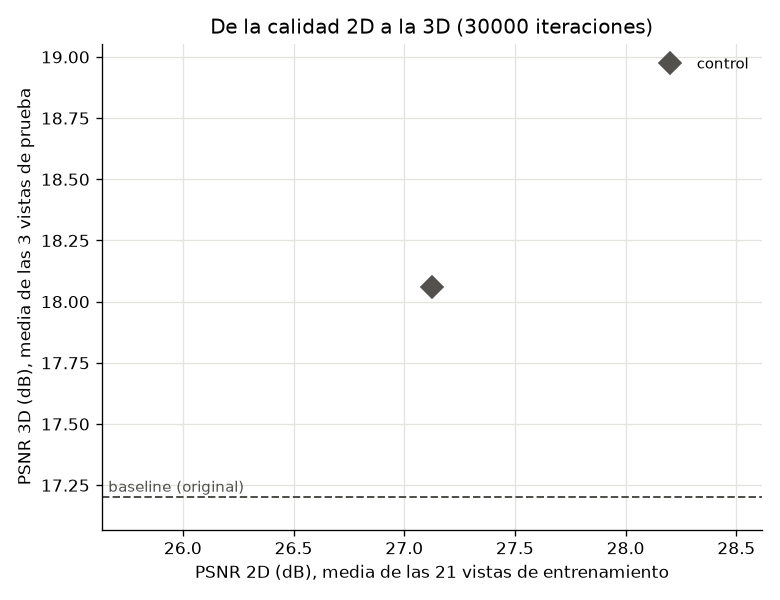 De la calidad 2D a la 3D (30000 iteraciones)
control
baseline (original)
PSNR 3D (dB), media de las 3 vistas de prueba
19.00
18.75
18.50
18.25
18.00
17.75
17.50
17.25
26.0
26.5
27.0
27.5
28.0
28.5
PSNR 2D (dB), media de las 21 vistas de entrenamiento